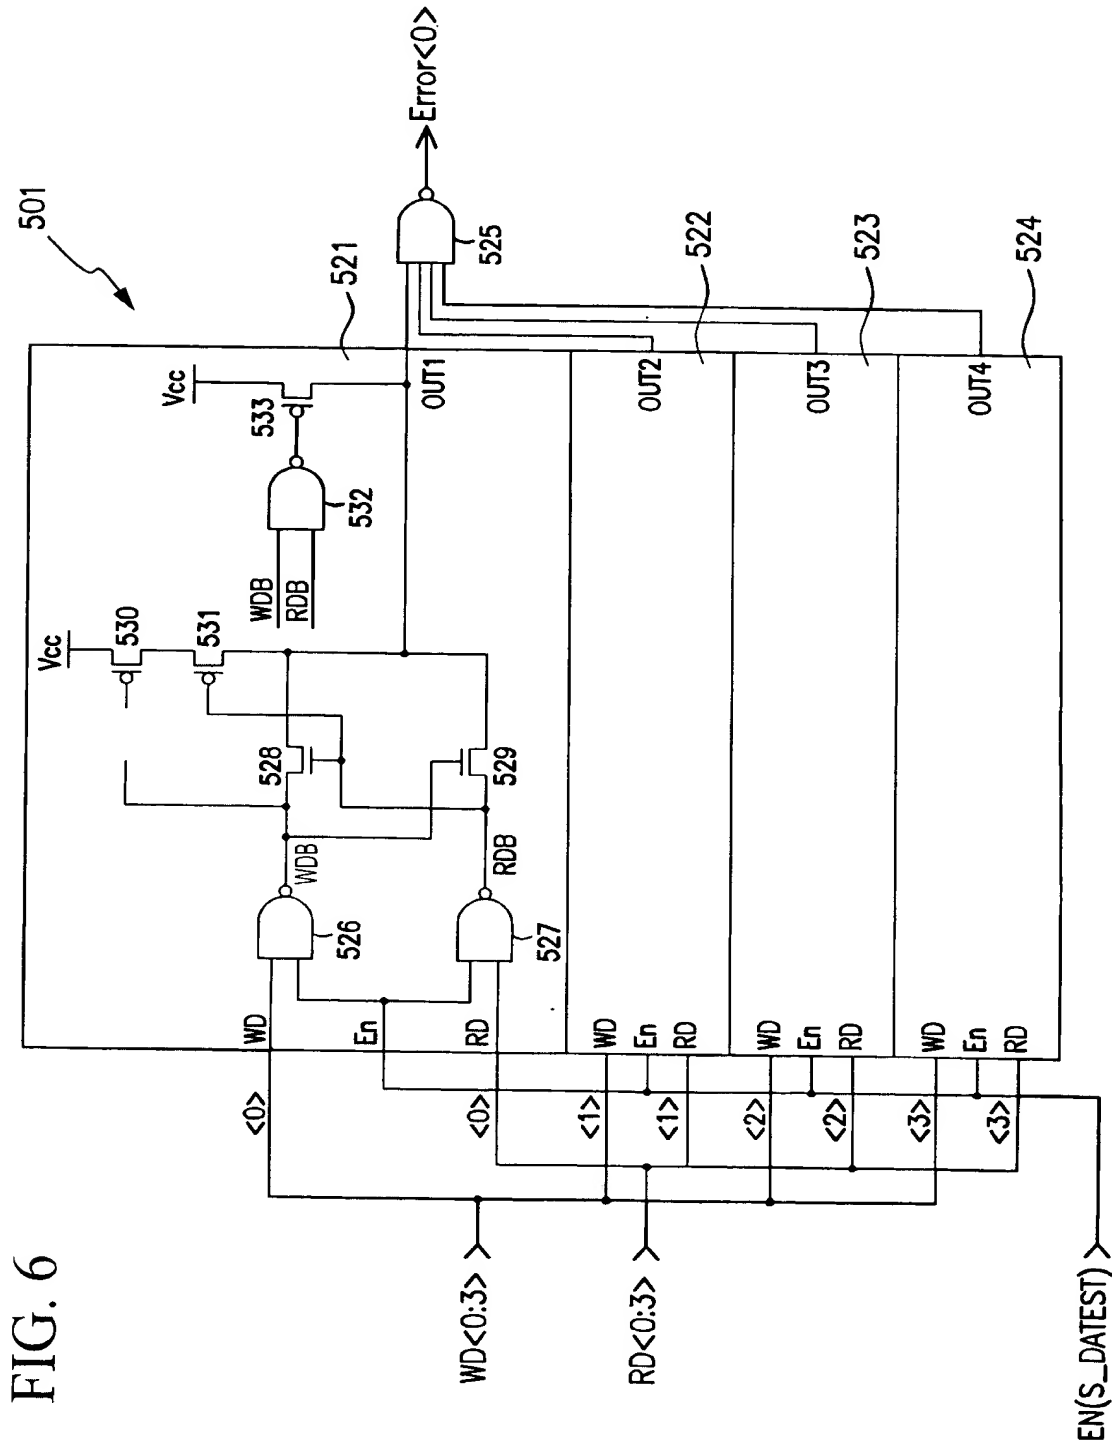 FIG. 6
501
Vcc
530
531
Vcc
533
WDB
RDB
532
521
528
529
WDB
RDB
526
527
OUT1
525
Error<0>
WD
En
RD
<0>
<0>
WD
En
RD
<1>
<1>
OUT2
522
WD
En
RD
<2>
<2>
OUT3
523
WD
En
RD
<3>
<3>
OUT4
524
WD<0:3>
RD<0:3>
EN(S_DATEST)